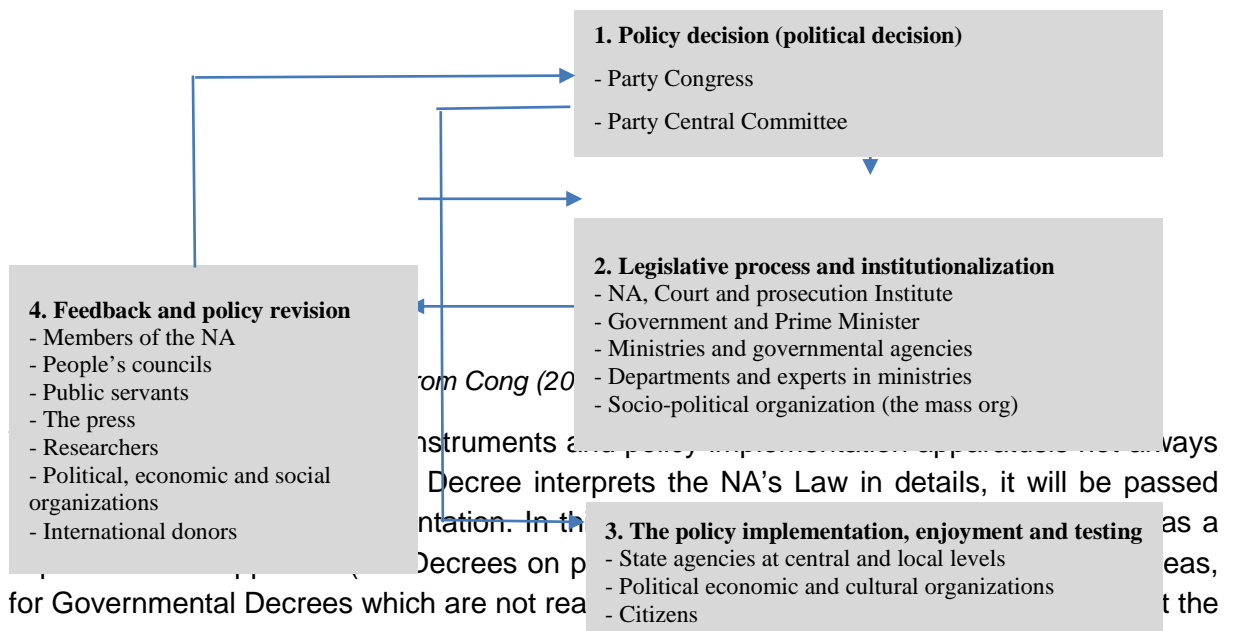 1. Policy decision (political decision)
- Party Congress
- Party Central Committee
2. Legislative process and institutionalization
- NA, Court and prosecution Institute
- Government and Prime Minister
- Ministries and governmental agencies
- Departments and experts in ministries
- Socio-political organization (the mass org)
4. Feedback and policy revision
- Members of the NA
- People's councils
- Public servants
- The press
- Researchers
- Political, economic and social
organizations
- International donors
3. The policy implementation, enjoyment and testing
- State agencies at central and local levels
- Political economic and cultural organizations
- Citizens
om Cong (20
nstruments and policy implementation
Decree interprets the NA's Law in details, it will be passed
ntation. In as a
Decrees on eas,
for Governmental Decrees which are not rea t the